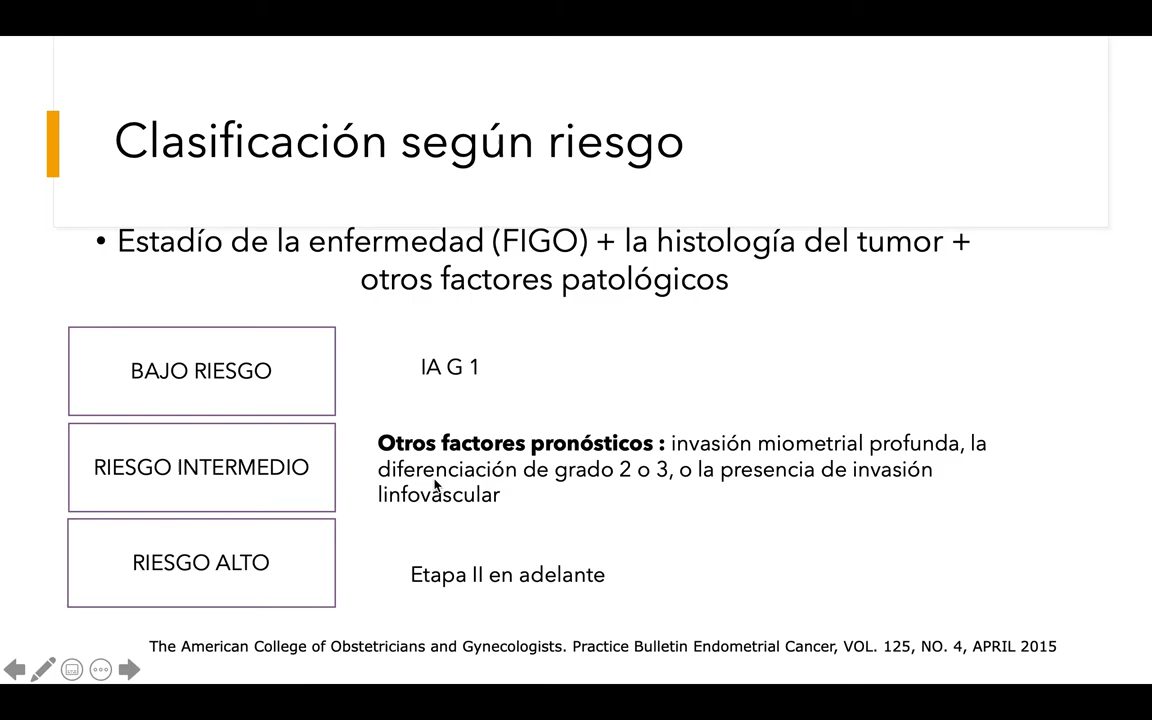 Clasificación según riesgo
• Estadío de la enfermedad (FIGO) + la histología del tumor +
otros factores patológicos
BAJO RIESGO
IA G 1
RIESGO INTERMEDIO
Otros factores pronósticos : invasión miometrial profunda, la
diferenciación de grado 2 o 3, o la presencia de invasión
linfovascular
RIESGO ALTO
Etapa II en adelante
The American College of Obstetricians and Gynecologists. Practice Bulletin Endometrial Cancer, VOL. 125, NO. 4, APRIL 2015